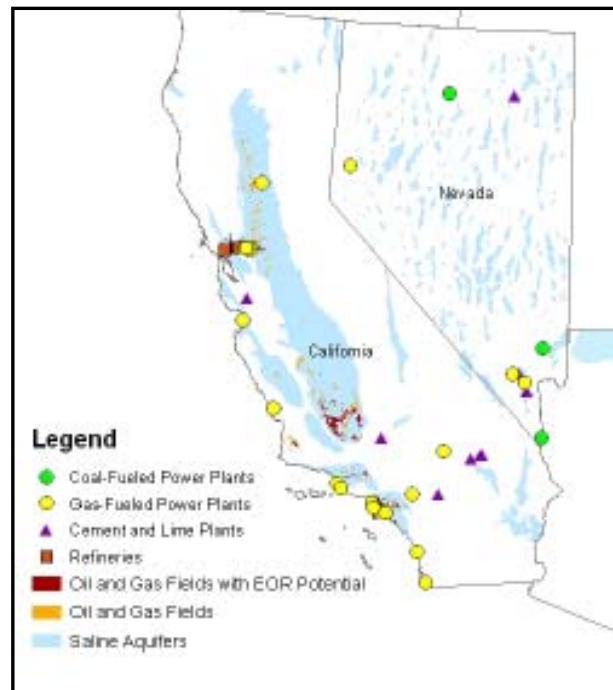 Nevada
California
Legend
Coal-Fueled Power Plants
Gas-Fueled Power Plants
Cement and Lime Plants
Refineries
Oil and Gas Fields with EOR Potential
Oil and Gas Fields
Saline Aquifers